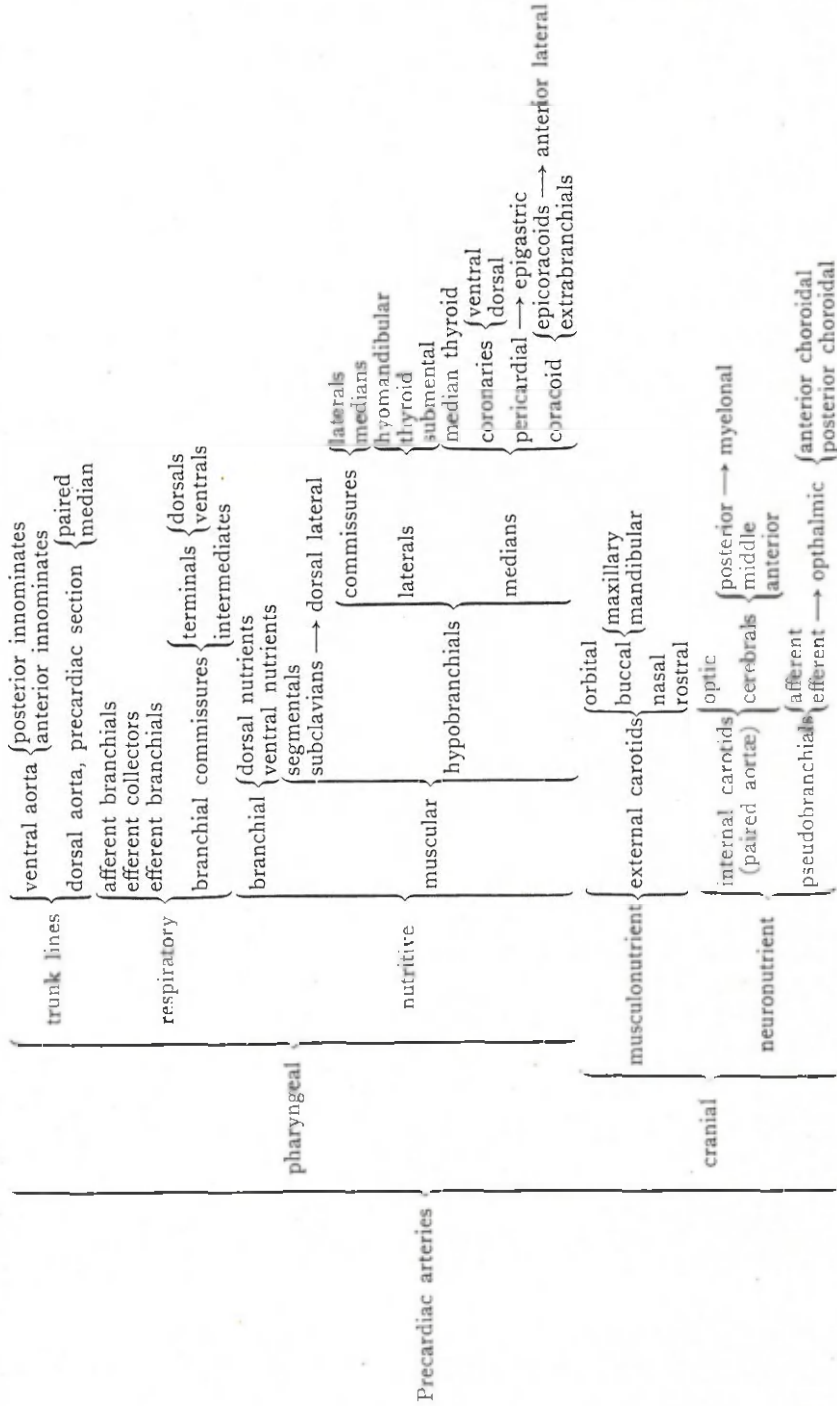 Precardiac arteries
pharyngeal
trunk lines
ventral aorta
posterior innominates
anterior innominates
dorsal aorta, precardiac section
paired
median
respiratory
afferent branchials
efferent collectors
efferent branchials
branchial commissures
terminals
dorsals
ventrals
intermediates
nutritive
branchial
dorsal nutrients
ventral nutrients
muscular
segmentals
subclavians → dorsal lateral
hypobranchials
commissures
laterals
medians
laterals
hyomandibular
thyroid
submental
medians
median thyroid
coronaries
ventral
dorsal
pericardial → epigastric
coracoid
epicoracoids → anterior lateral
extrabranchials
cranial
musculonutrient
external carotids
orbital
buccal
maxillary
mandibular
nasal
rostral
neuronutrient
internal carotids
(paired aortæ)
optic
cerebrals
posterior → myelonal
middle
anterior
pseudobranchials
afferent
efferent → opthalmic
anterior choroidal
posterior choroidal